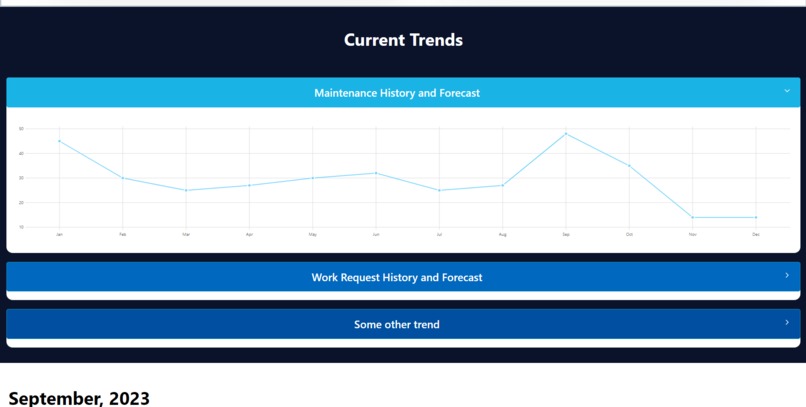 Current Trends
Maintenance History and Forecast
50
40
30
20
10
Jan Feb Mar Apr May Jun Jul Aug Sep Oct Nov Dec
Work Request History and Forecast
Some other trend
September, 2023